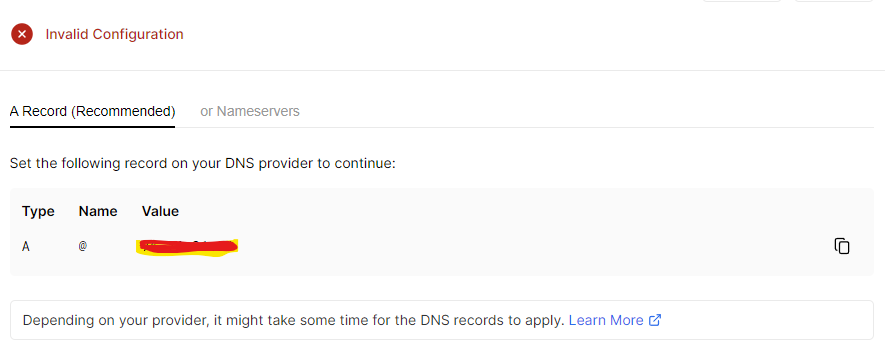 Invalid Configuration
A Record (Recommended) or Nameservers
Set the following record on your DNS provider to continue:
Type Name Value
A @
Depending on your provider, it might take some time for the DNS records to apply. Learn More